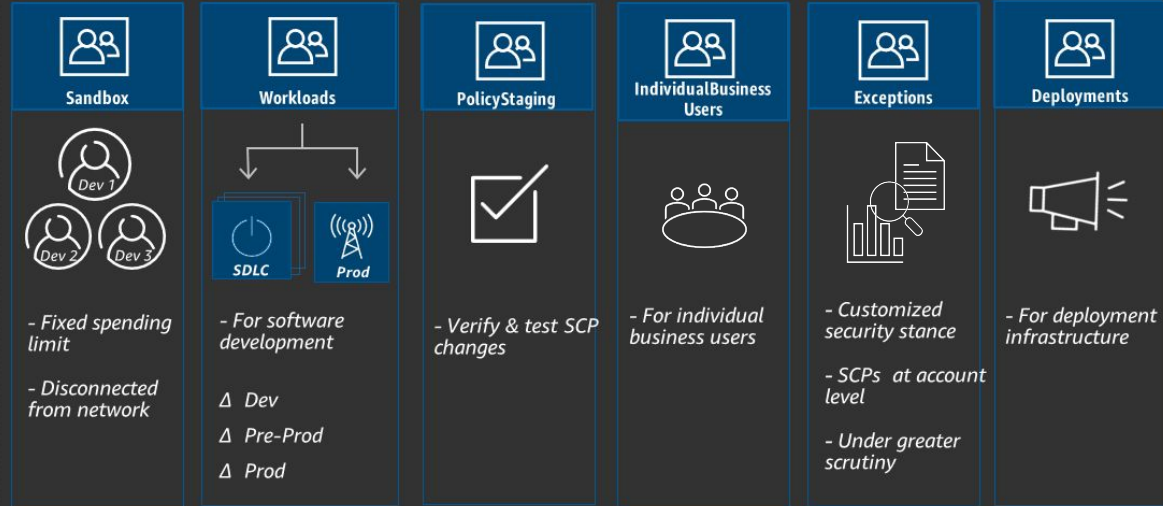 Sandbox
Dev 1
Dev 2
Dev 3
- Fixed spending
limit
- Disconnected
from network
Workloads
SDLC
Prod
- For software
development
Δ Dev
Δ Pre-Prod
Δ Prod
PolicyStaging
- Verify & test SCP
changes
IndividualBusiness
Users
- For individual
business users
Exceptions
- Customized
security stance
- SCPs at account
level
- Under greater
scrutiny
Deployments
- For deployment
infrastructure